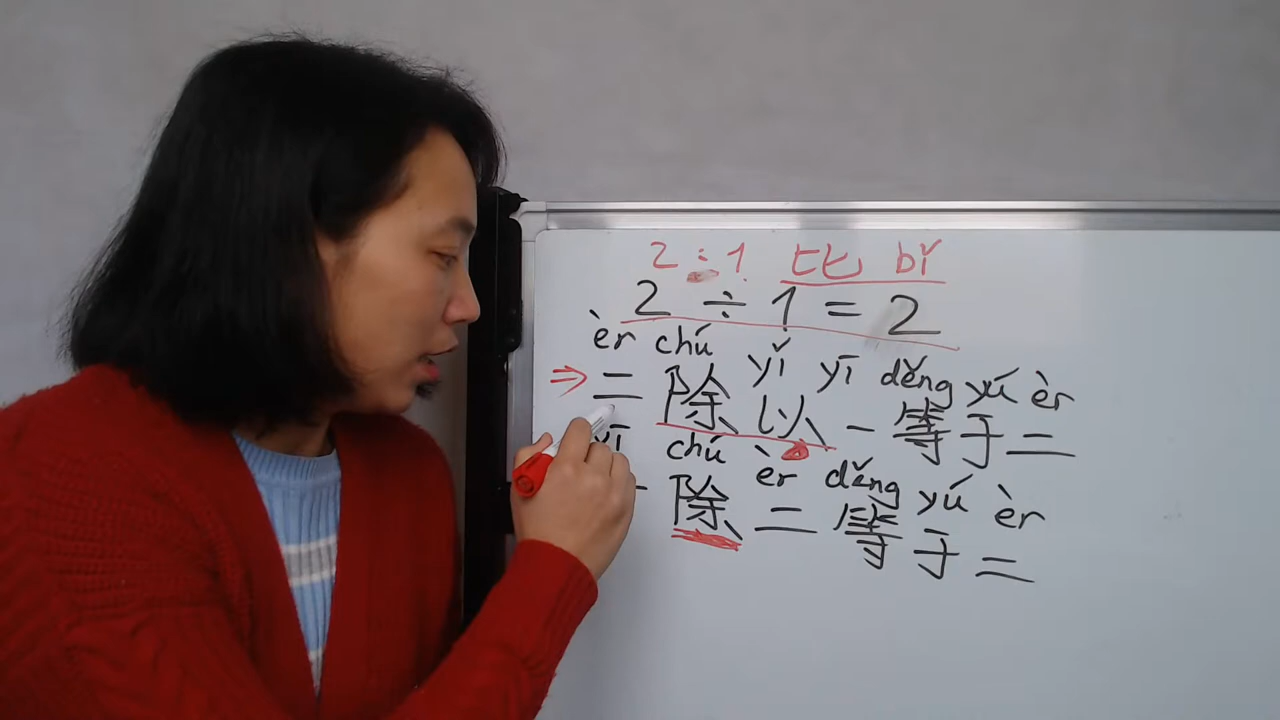 2 : 1 比 bǐ
2 ÷ 1 = 2
èr chú yǐ yī děng yú èr
⇒ 二 除 以 一 等 于 二
yī chú èr děng yú èr
一 除 二 等 于 二